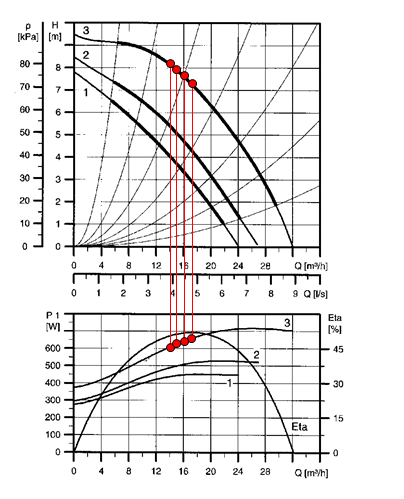 p H
[kPa] [m]
3
80 8
2
70 7
1
60
6
50 5
40 4
30 3
20 2
10 1
0 0
0 4 8 12 16 20 24 28 Q [m³/h]
0 1 2 3 4 5 6 7 8 9 Q [l/s]
P 1 Eta
[W] [%]
3
600 45
500 2
400 30
1
300
200 15
100 Eta
0 0
0 4 8 12 16 20 24 28 Q [m³/h]